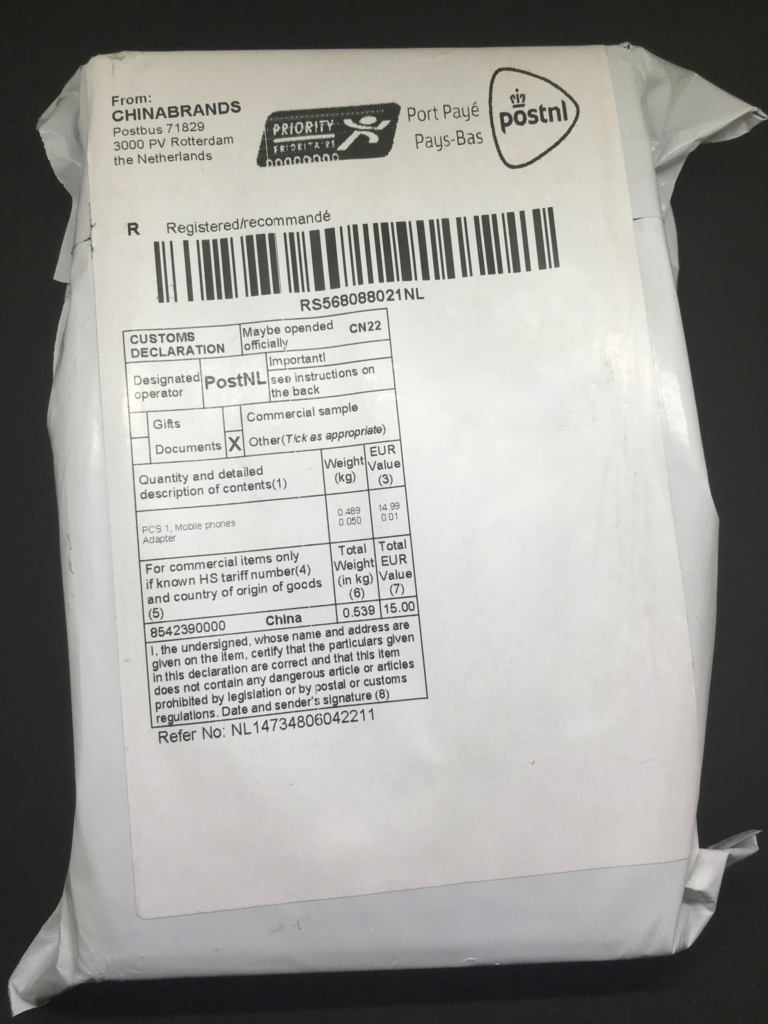 From:
CHINABRANDS
Postbus 71829
3000 PV Rotterdam
the Netherlands
PRIORITY
PRIORITAIRE
Port Payé
Pays-Bas
postnl
R Registered/recommandé
RS568088021NL
CUSTOMS
DECLARATION
Maybe opended
officially
CN22
Designated
operator
PostNL
Important!
see instructions on
the back
Gifts
Commercial sample
Documents
X
Other(Tick as appropriate)
Quantity and detailed
description of contents(1)
Weight
(kg)
EUR
Value
(3)
PCS 1, Mobile phones
Adapter
0.489
0.050
14.99
0.01
For commercial items only
if known HS tariff number(4)
and country of origin of goods
(5)
Total
Weight
(in kg)
(6)
Total
EUR
Value
(7)
8542390000 China
0.539
15.00
I, the undersigned, whose name and address are
given on the item, certify that the particulars given
in this declaration are correct and that this item
does not contain any dangerous article or articles
prohibited by legislation or by postal or customs
regulations. Date and sender's signature (8)
Refer No: NL14734806042211